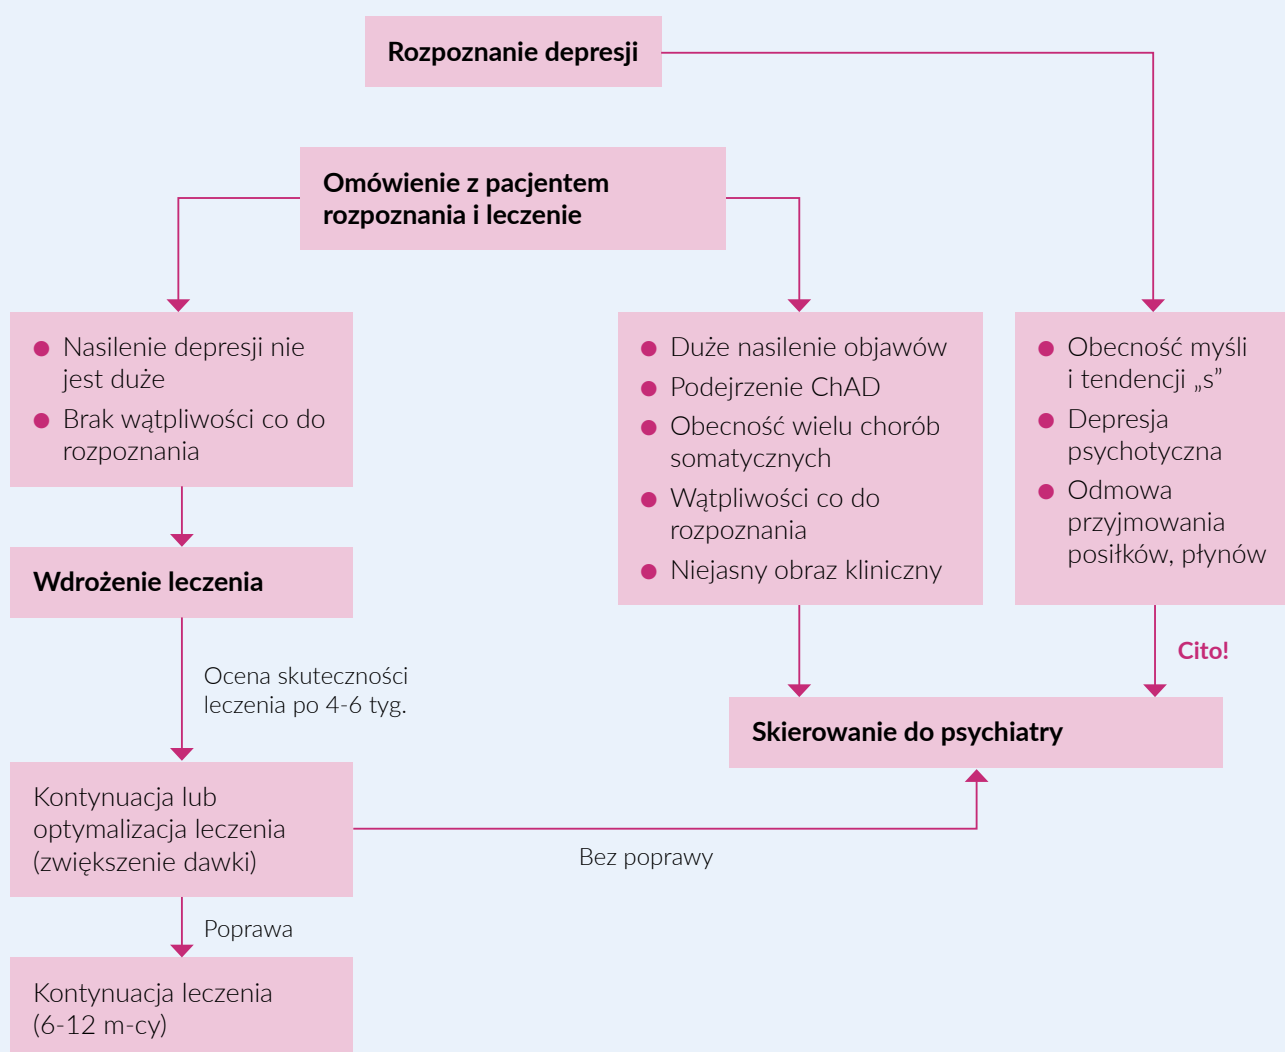 Rozpoznanie depresji
Omówienie z pacjentem
rozpoznania i leczenie
● Nasilenie depresji nie
jest duże
● Brak wątpliwości co do
rozpoznania
● Duże nasilenie objawów
● Podejrzenie ChAD
● Obecność wielu chorób
somatycznych
● Wątpliwości co do
rozpoznania
● Niejasny obraz kliniczny
● Obecność myśli
i tendencji „s”
● Depresja
psychotyczna
● Odmowa
przyjmowania
posiłków, płynów
Wdrożenie leczenia
Cito!
Ocena skuteczności
leczenia po 4-6 tyg.
Skierowanie do psychiatry
Kontynuacja lub
optymalizacja leczenia
(zwiększenie dawki)
Bez poprawy
Poprawa
Kontynuacja leczenia
(6-12 m-cy)